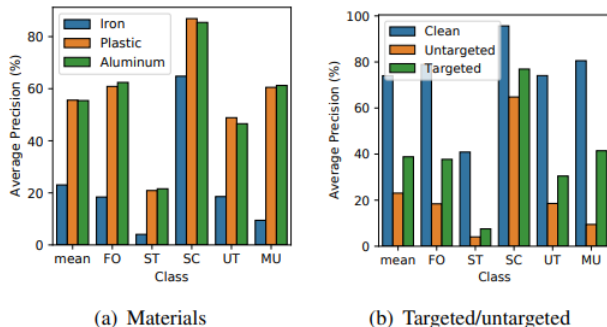 Iron
Plastic
Aluminum
Average Precision (%)
80
60
40
20
0
mean FO ST SC UT MU
Class
(a) Materials
Clean
Untargeted
Targeted
Average Precision (%)
100
80
60
40
20
0
mean FO ST SC UT MU
Class
(b) Targeted/untargeted